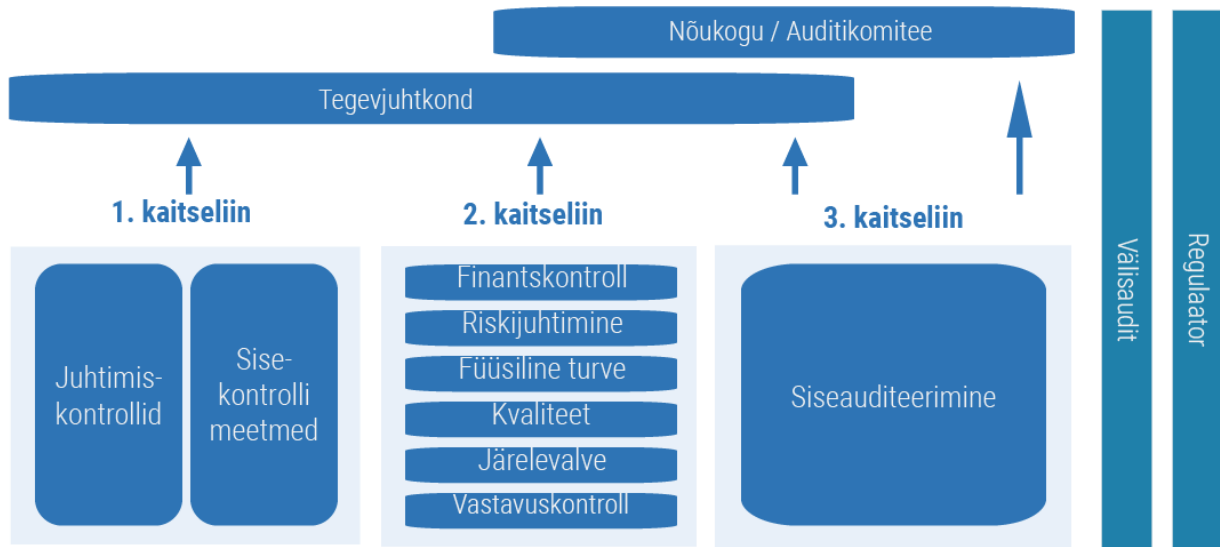 Nõukogu / Auditikomitee
Tegevjuhtkond
1. kaitseliin
2. kaitseliin
3. kaitseliin
Juhtimis-
kontrollid
Sise-
kontrolli
meetmed
Finantskontroll
Riskijuhtimine
Füüsiline turve
Kvaliteet
Järelevalve
Vastavuskontroll
Siseauditeerimine
Välisaudit
Regulaator